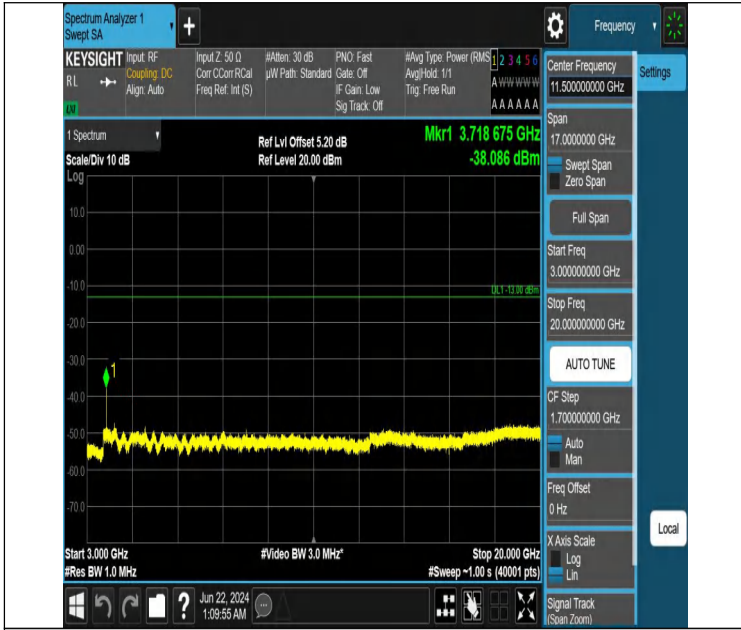 Spectrum Analyzer 1
Swept SA
+
Frequency
KEYSIGHT
RL
Input: RF
Coupling: DC
Align: Auto
Input Z: 50 Ω
Corr CCorr RCal
Freq Ref: Int (S)
#Atten: 30 dB
µW Path: Standard
PNO: Fast
Gate: Off
IF Gain: Low
Sig Track: Off
#Avg Type: Power (RMS
Avg|Hold: 1/1
Trig: Free Run
1 2 3 4 5 6
A W W W W W
A A A A A A
1 Spectrum
Scale/Div 10 dB
Log
Ref Lvl Offset 5.20 dB
Ref Level 20.00 dBm
Mkr1 3.718 675 GHz
-38.086 dBm
10.0
0.00
-10.0
DL1 -13.00 dBm
-20.0
-30.0
1
-40.0
-50.0
-60.0
-70.0
Start 3.000 GHz
#Res BW 1.0 MHz
#Video BW 3.0 MHz*
Stop 20.000 GHz
#Sweep ~1.00 s (40001 pts)
?
Jun 22, 2024
1:09:55 AM
Center Frequency
11.500000000 GHz
Settings
Span
17.0000000 GHz
Swept Span
Zero Span
Full Span
Start Freq
3.000000000 GHz
Stop Freq
20.000000000 GHz
AUTO TUNE
CF Step
1.700000000 GHz
Auto
Man
Freq Offset
0 Hz
X Axis Scale
Log
Lin
Local
Signal Track
(Span Zoom)